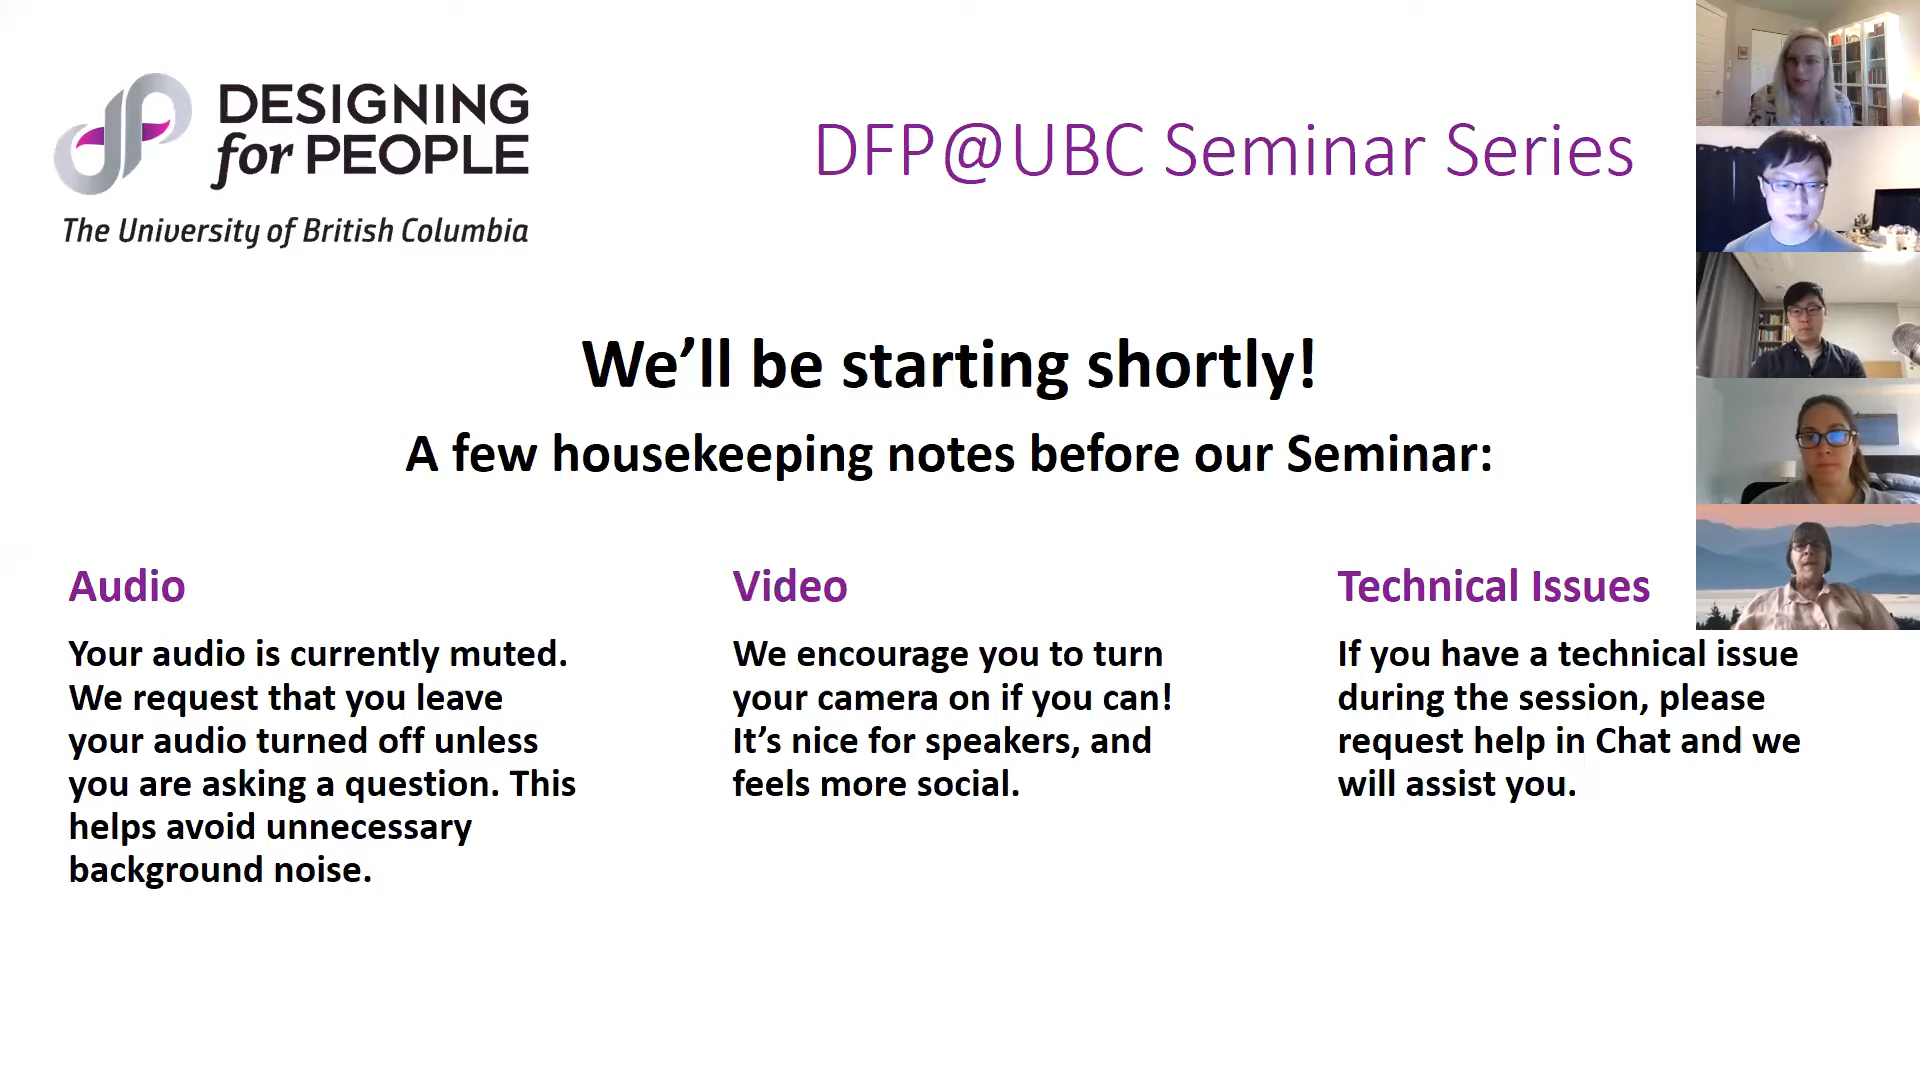 DESIGNING
for PEOPLE
The University of British Columbia
DFP@UBC Seminar Series
We’ll be starting shortly!
A few housekeeping notes before our Seminar:
Audio
Your audio is currently muted.
We request that you leave
your audio turned off unless
you are asking a question. This
helps avoid unnecessary
background noise.
Video
We encourage you to turn
your camera on if you can!
It’s nice for speakers, and
feels more social.
Technical Issues
If you have a technical issue
during the session, please
request help in Chat and we
will assist you.